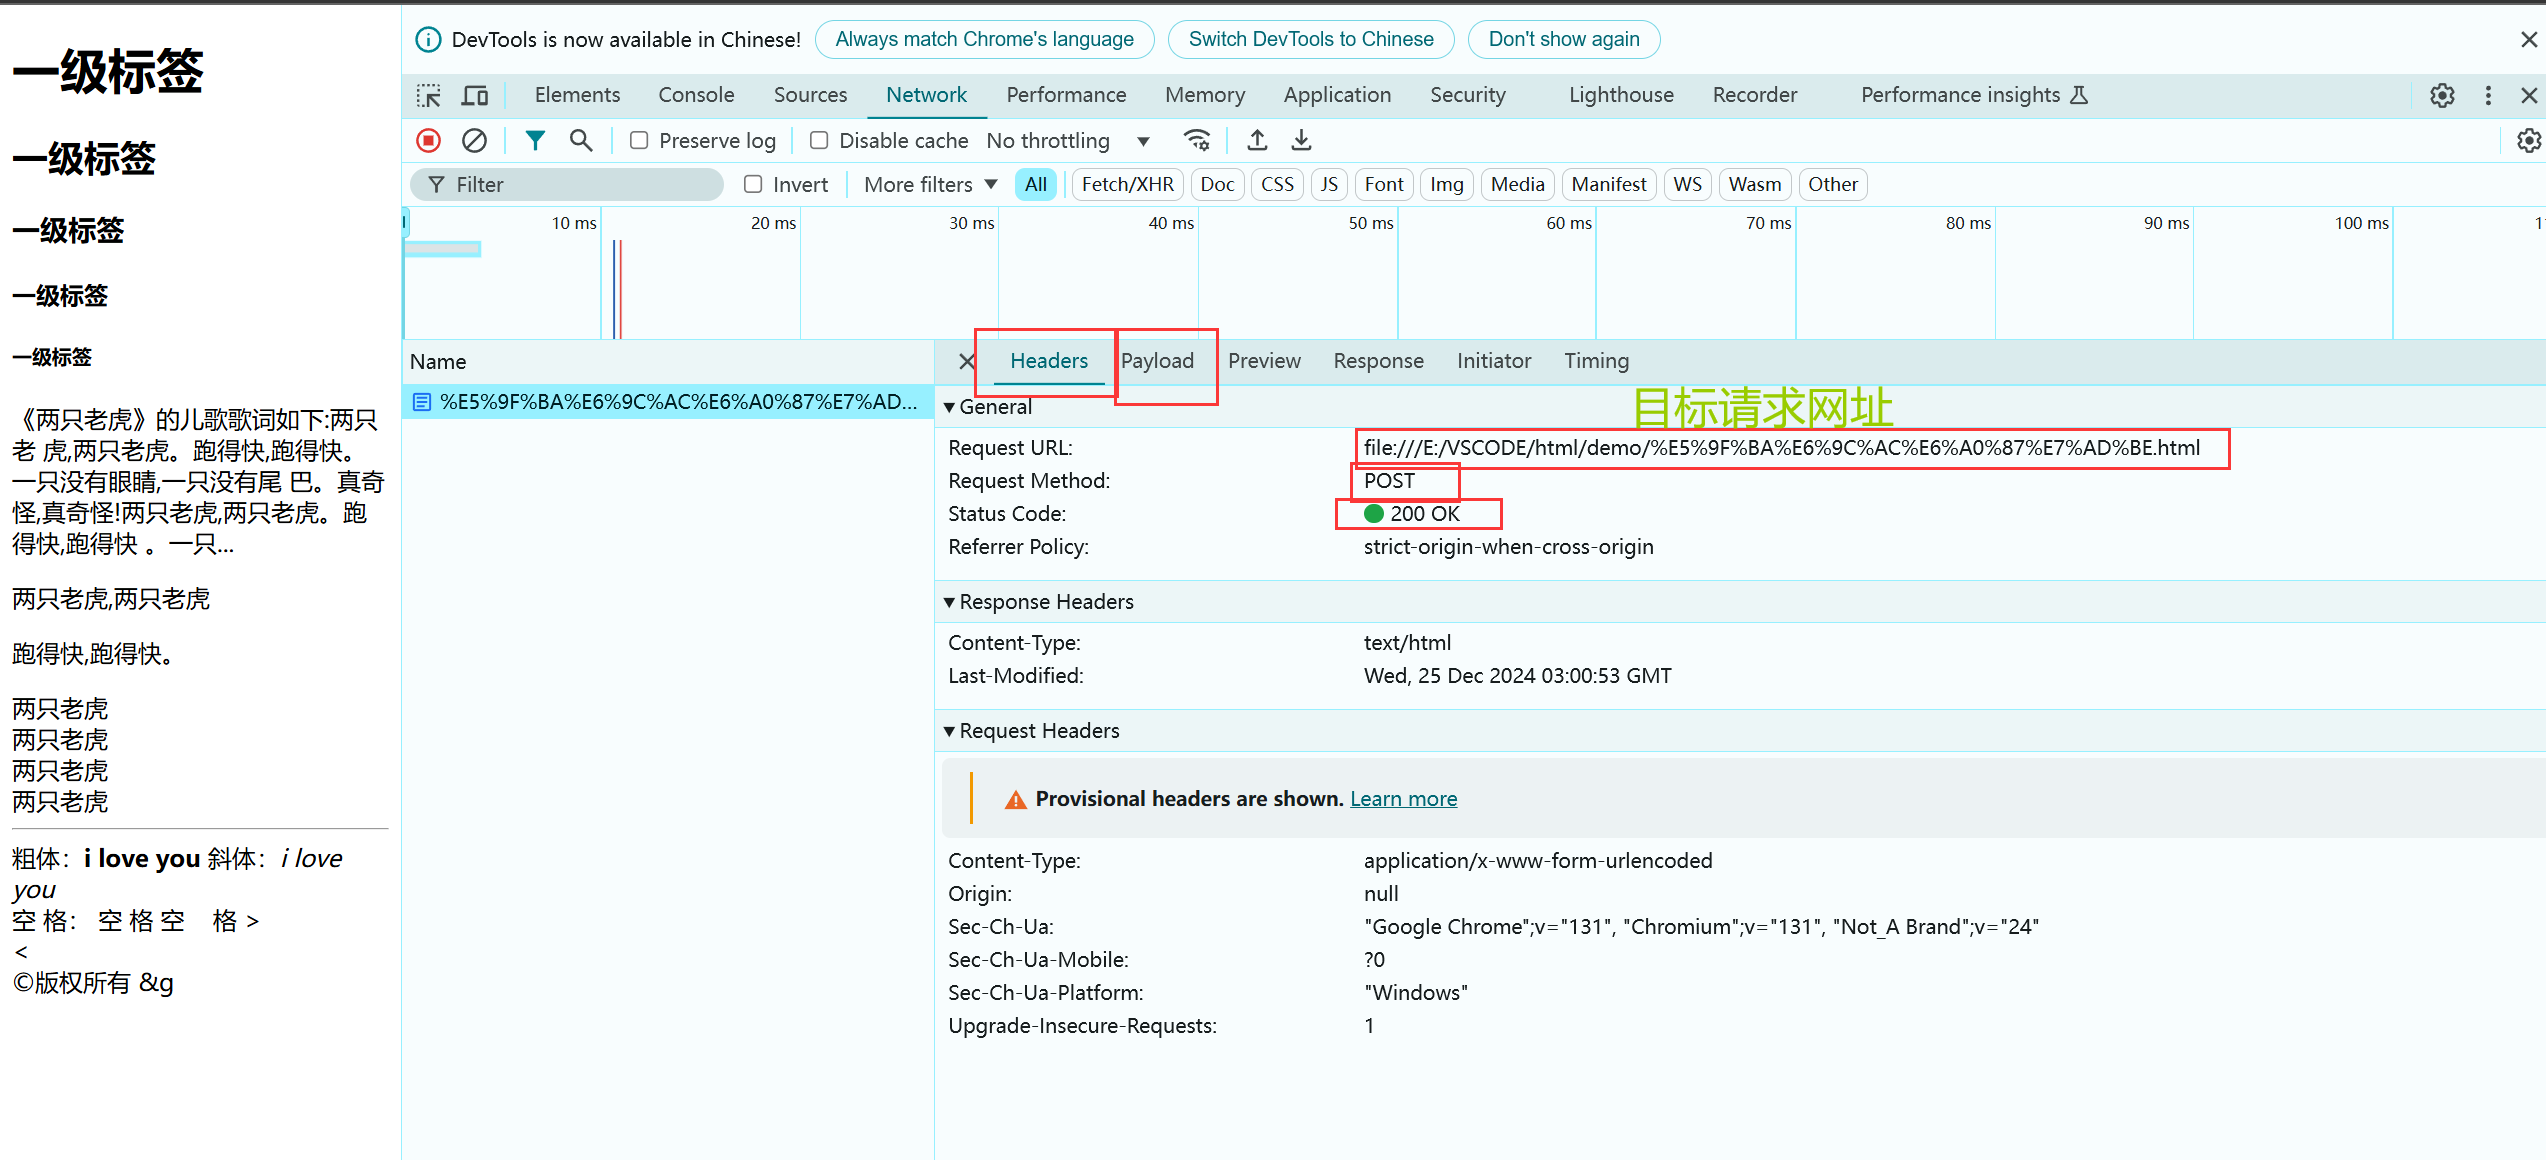 一级标签
一级标签
一级标签
一级标签
一级标签
《两只老虎》的儿歌歌词如下:两只
老 虎,两只老虎。跑得快,跑得快。
一只没有眼睛,一只没有尾 巴。真奇
怪,真奇怪!两只老虎,两只老虎。跑
得快,跑得快 。一只...
两只老虎,两只老虎
跑得快,跑得快。
两只老虎
两只老虎
两只老虎
两只老虎
粗体：i love you 斜体：i love
you
空 格： 空 格 空    格 >
<
©版权所有 &g
DevTools is now available in Chinese! Always match Chrome's language Switch DevTools to Chinese Don't show again
Elements Console Sources Network Performance Memory Application Security Lighthouse Recorder Performance insights
Preserve log Disable cache No throttling
Filter Invert More filters All Fetch/XHR Doc CSS JS Font Img Media Manifest WS Wasm Other
10 ms 20 ms 30 ms 40 ms 50 ms 60 ms 70 ms 80 ms 90 ms 100 ms 1
Name
%E5%9F%BA%E6%9C%AC%E6%A0%87%E7%AD...
Headers Payload Preview Response Initiator Timing
General
目标请求网址
Request URL: file:///E:/VSCODE/html/demo/%E5%9F%BA%E6%9C%AC%E6%A0%87%E7%AD%BE.html
Request Method: POST
Status Code: 200 OK
Referrer Policy: strict-origin-when-cross-origin
Response Headers
Content-Type: text/html
Last-Modified: Wed, 25 Dec 2024 03:00:53 GMT
Request Headers
Provisional headers are shown. Learn more
Content-Type: application/x-www-form-urlencoded
Origin: null
Sec-Ch-Ua: "Google Chrome";v="131", "Chromium";v="131", "Not_A Brand";v="24"
Sec-Ch-Ua-Mobile: ?0
Sec-Ch-Ua-Platform: "Windows"
Upgrade-Insecure-Requests: 1